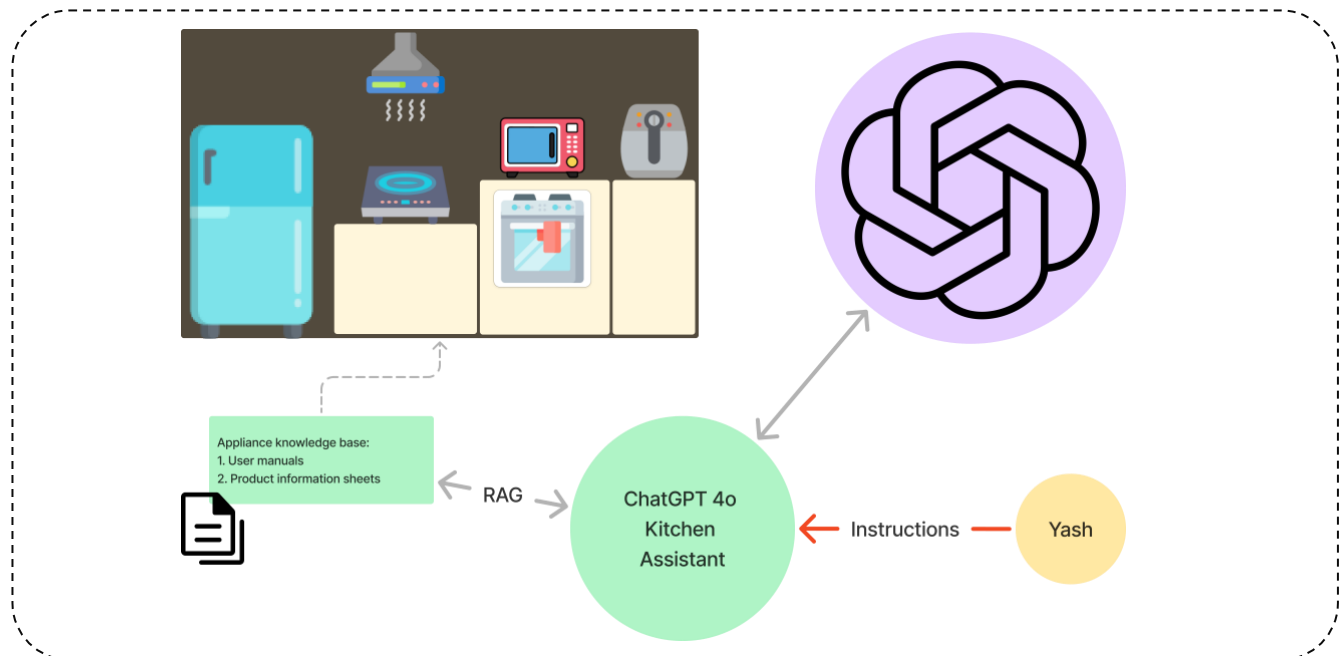 Appliance knowledge base:
1. User manuals
2. Product information sheets
RAG
ChatGPT 4o
Kitchen
Assistant
Instructions
Yash